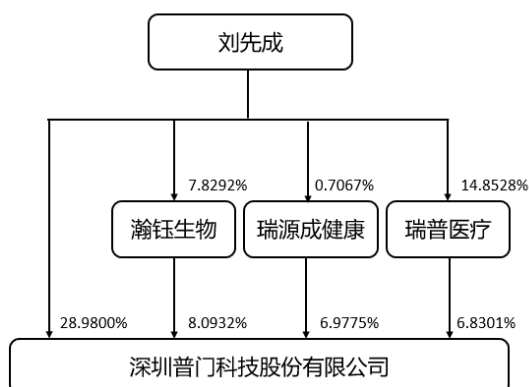 刘先成
7.8292% 0.7067% 14.8528%
瀚钰生物 瑞源成健康 瑞普医疗
28.9800% 8.0932% 6.9775% 6.8301%
深圳普门科技股份有限公司